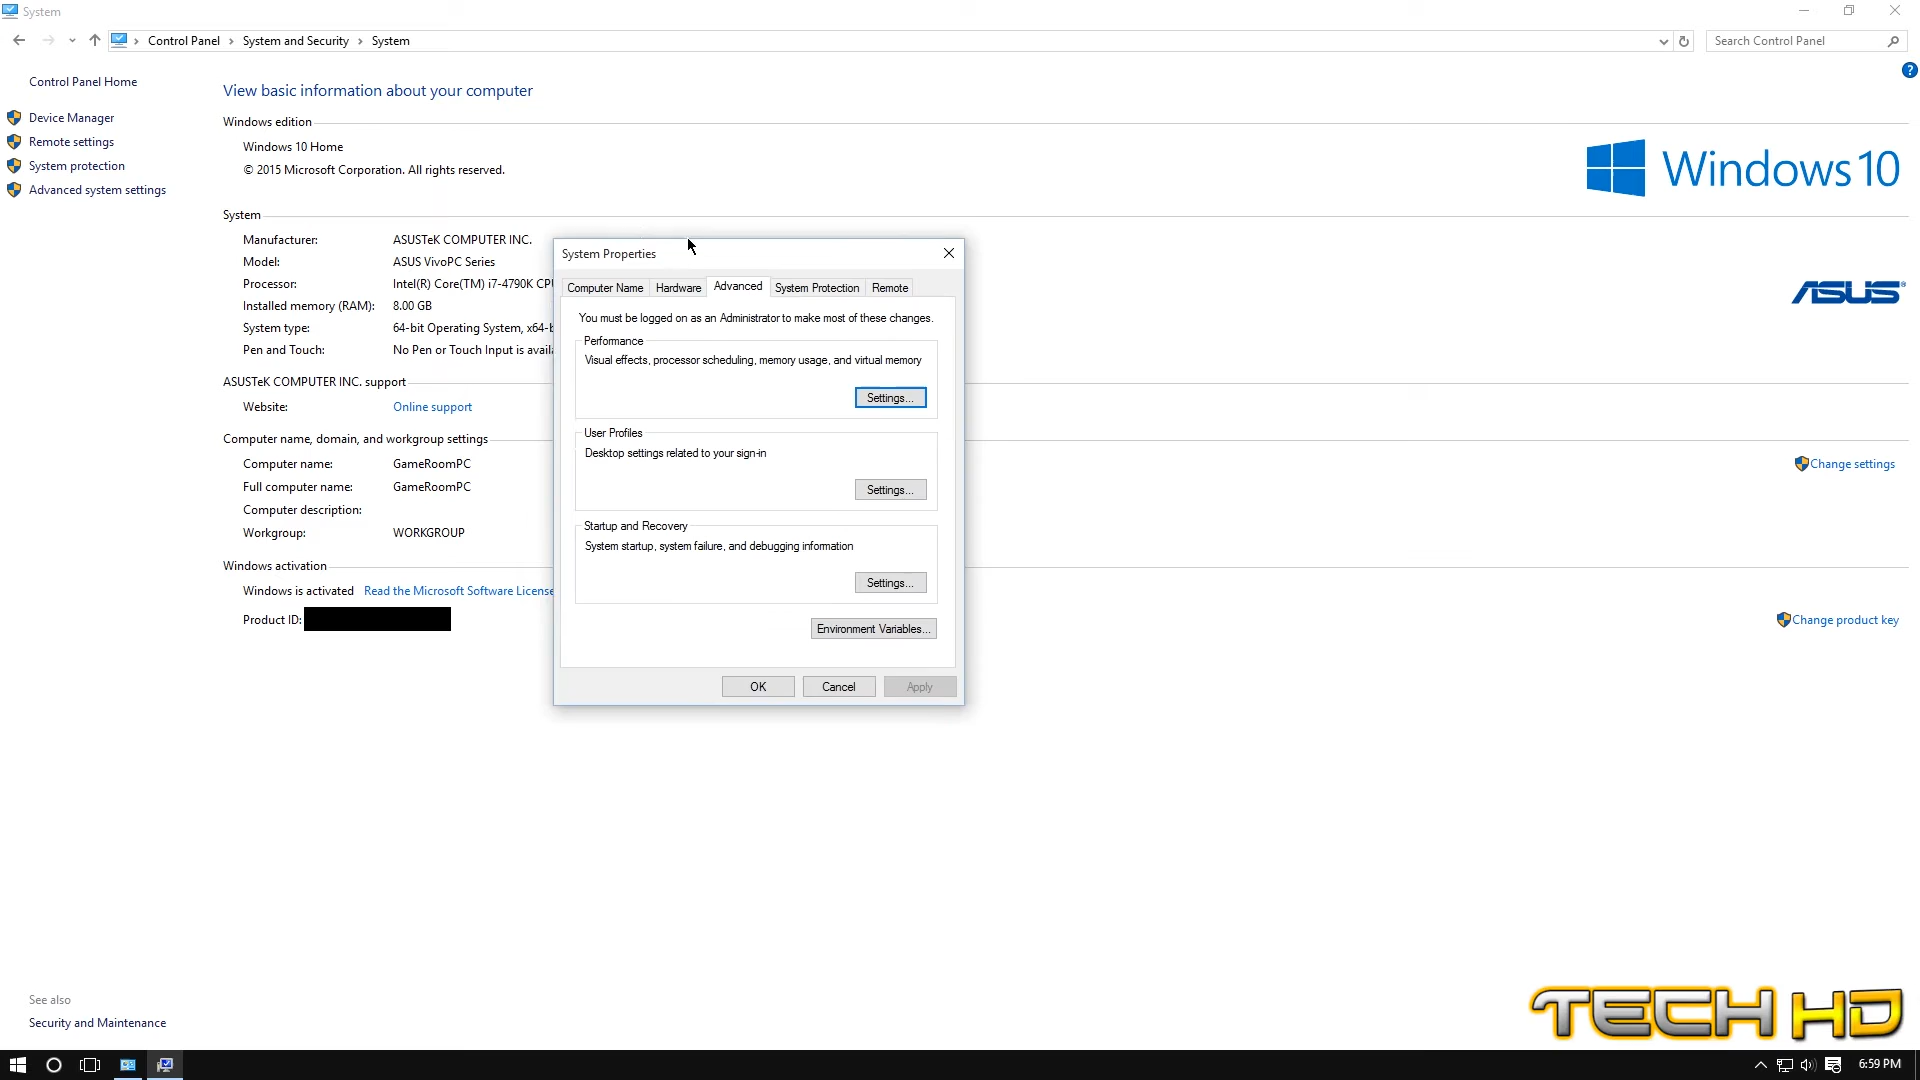 System
Control Panel > System and Security > System
Search Control Panel
?
Control Panel Home
Device Manager
Remote settings
System protection
Advanced system settings
View basic information about your computer
Windows edition
Windows 10 Home
© 2015 Microsoft Corporation. All rights reserved.
Windows 10
System
Manufacturer: ASUSTeK COMPUTER INC.
Model: ASUS VivoPC Series
Processor: Intel(R) Core(TM) i7-4790K
Installed memory (RAM): 8.00 GB
System type: 64-bit Operating System,
Pen and Touch: No Pen or Touch Input is
ASUS
ASUSTeK COMPUTER INC. support
Website: Online support
Computer name, domain, and workgroup settings
Computer name: GameRoomPC
Full computer name: GameRoomPC
Computer description:
Workgroup: WORKGROUP
Change settings
Windows activation
Windows is activated Read the Microsoft Software License
Product ID:
Change product key
System Properties
Computer Name Hardware Advanced System Protection Remote
You must be logged on as an Administrator to make most of these changes.
Performance
Visual effects, processor scheduling, memory usage, and virtual memory
Settings...
User Profiles
Desktop settings related to your sign-in
Settings...
Startup and Recovery
System startup, system failure, and debugging information
Settings...
Environment Variables...
OK Cancel Apply
See also
Security and Maintenance
TECH HD
6:59 PM